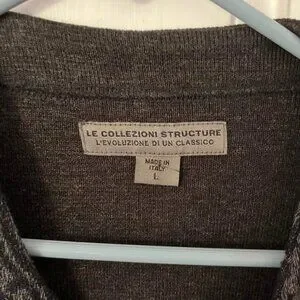 LE COLLEZIONI STRUCTURE
L'EVOLUZIONE DI UN CLASSICO
MADE IN
ITALY
L